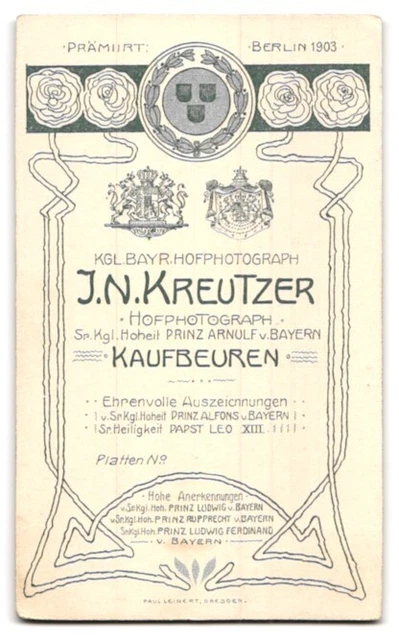 ·PRÄMIIRT: ·BERLIN 1903·
KGL.BAYR.HOFPHOTOGRAPH
J.N.KREUTZER
·HOFPHOTOGRAPH·
Sr.Kgl.Hoheit PRINZ ARNULF v.BAYERN
KAUFBEUREN
·· Ehrenvolle Auszeichnungen ··
v.Sr.Kgl.Hoheit PRINZ ALFONS v.BAYERN
Sr.Heiligkeit PAPST LEO XIII.
Platten No
·Hohe Anerkennungen·
v.Sr.Kgl.Hoh. PRINZ LUDWIG v.BAYERN
v.Sr.Kgl.Hoh. PRINZ RUPPRECHT v.BAYERN
Sr.Kgl.Hoh. PRINZ LUDWIG FERDINAND
v. BAYERN
PAUL LEINERT, DRESDEN.